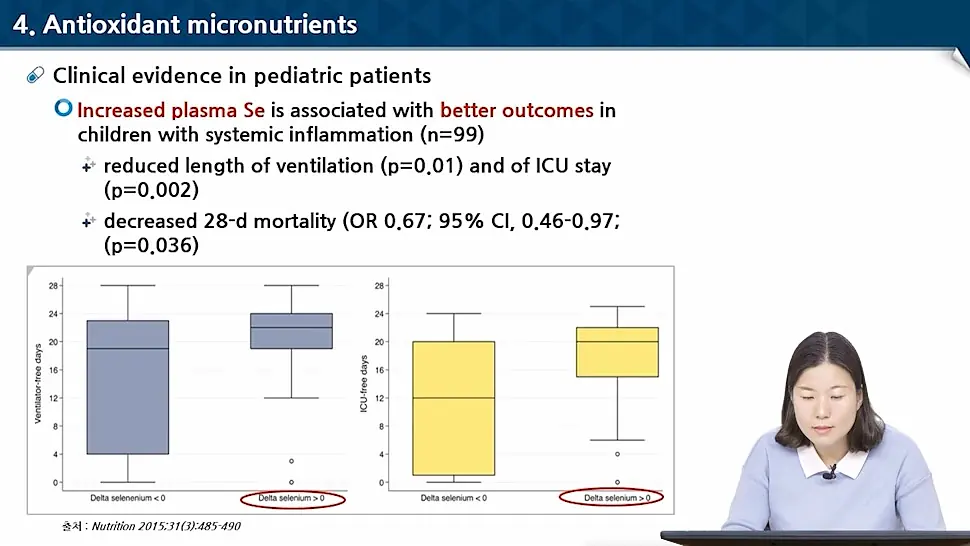 4. Antioxidant micronutrients
Clinical evidence in pediatric patients
Increased plasma Se is associated with better outcomes in
children with systemic inflammation (n=99)
reduced length of ventilation (p=0.01) and of ICU stay
(p=0.002)
decreased 28-d mortality (OR 0.67; 95% CI, 0.46-0.97;
(p=0.036)
Ventilator-free days
28
24
20
16
12
8
4
0
Delta selenenium < 0
Delta selenium > 0
ICU-free days
28
24
20
16
12
8
4
0
Delta selenium < 0
Delta selenium > 0
출처 : Nutrition 2015;31(3):485-490